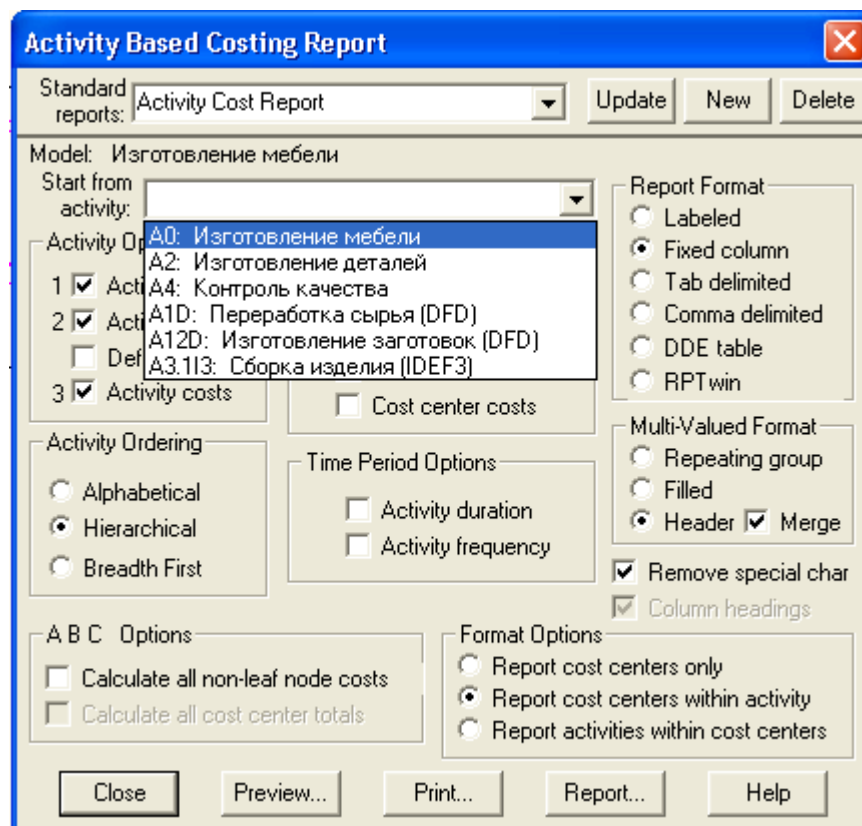 Activity Based Costing Report
Standard reports: Activity Cost Report Update New Delete
Model: Изготовление мебели
Start from activity:
A0: Изготовление мебели
A2: Изготовление деталей
A4: Контроль качества
A1D: Переработка сырья (DFD)
A12D: Изготовление заготовок (DFD)
A3.1I3: Сборка изделия (IDEF3)
Activity Op
1 Acti
2 Acti
Def
3 Activity costs
Cost center costs
Report Format
Labeled
Fixed column
Tab delimited
Comma delimited
DDE table
RPTwin
Activity Ordering
Alphabetical
Hierarchical
Breadth First
Time Period Options
Activity duration
Activity frequency
Multi-Valued Format
Repeating group
Filled
Header Merge
Remove special char
Column headings
A B C Options
Calculate all non-leaf node costs
Calculate all cost center totals
Format Options
Report cost centers only
Report cost centers within activity
Report activities within cost centers
Close Preview... Print... Report... Help